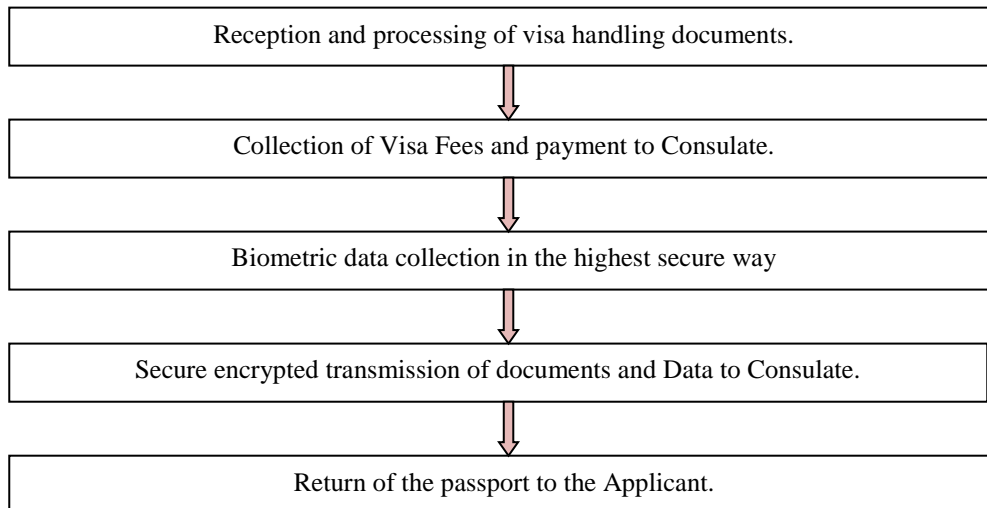 Reception and processing of visa handling documents.
Collection of Visa Fees and payment to Consulate.
Biometric data collection in the highest secure way
Secure encrypted transmission of documents and Data to Consulate.
Return of the passport to the Applicant.